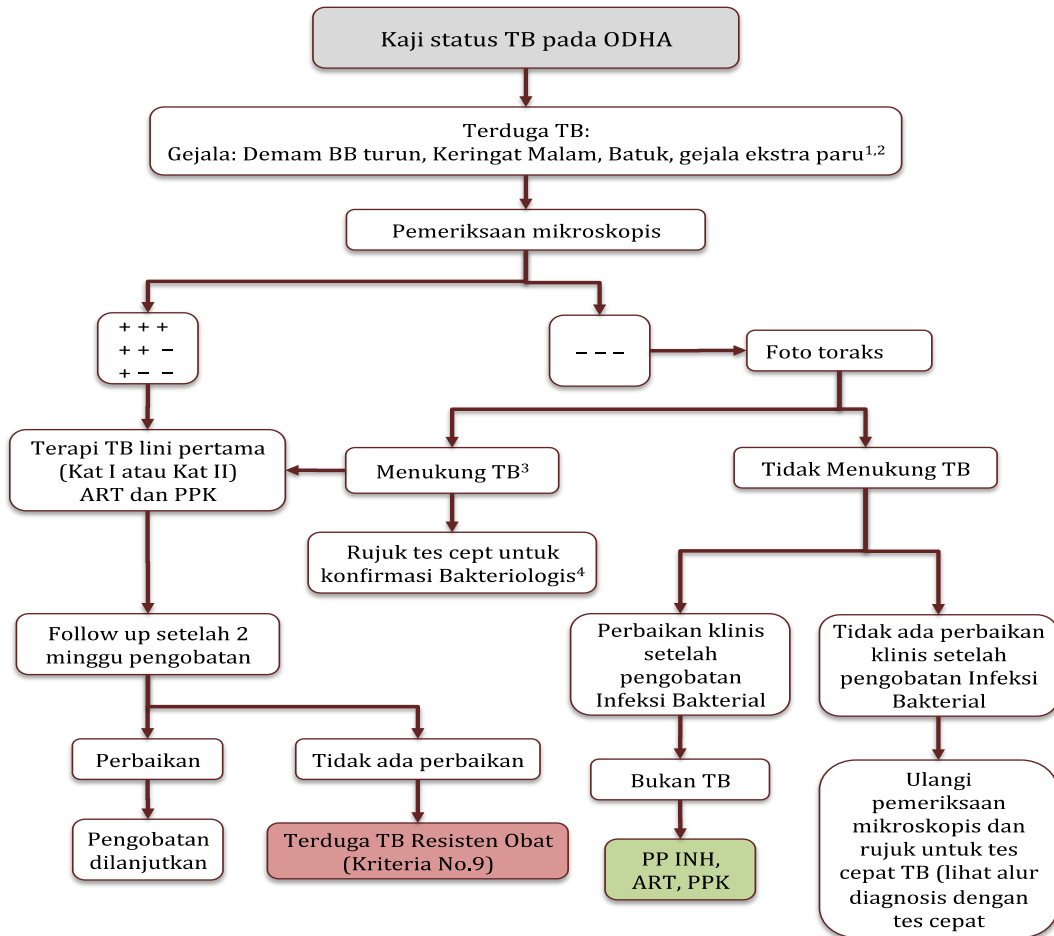 Kaji status TB pada ODHA
Terduga TB:
Gejala: Demam BB turun, Keringat Malam, Batuk, gejala ekstra paru¹,²
Pemeriksaan mikroskopis
+ + +
+ + –
+ – –
– – –
Foto toraks
Terapi TB lini pertama
(Kat I atau Kat II)
ART dan PPK
Menukung TB³
Tidak Menukung TB
Rujuk tes cept untuk
konfirmasi Bakteriologis⁴
Follow up setelah 2
minggu pengobatan
Perbaikan klinis
setelah
pengobatan
Infeksi Bakterial
Tidak ada perbaikan
klinis setelah
pengobatan Infeksi
Bakterial
Perbaikan
Tidak ada perbaikan
Bukan TB
Pengobatan
dilanjutkan
Terduga TB Resisten Obat
(Kriteria No.9)
PP INH,
ART, PPK
Ulangi
pemeriksaan
mikroskopis dan
rujuk untuk tes
cepat TB (lihat alur
diagnosis dengan
tes cepat